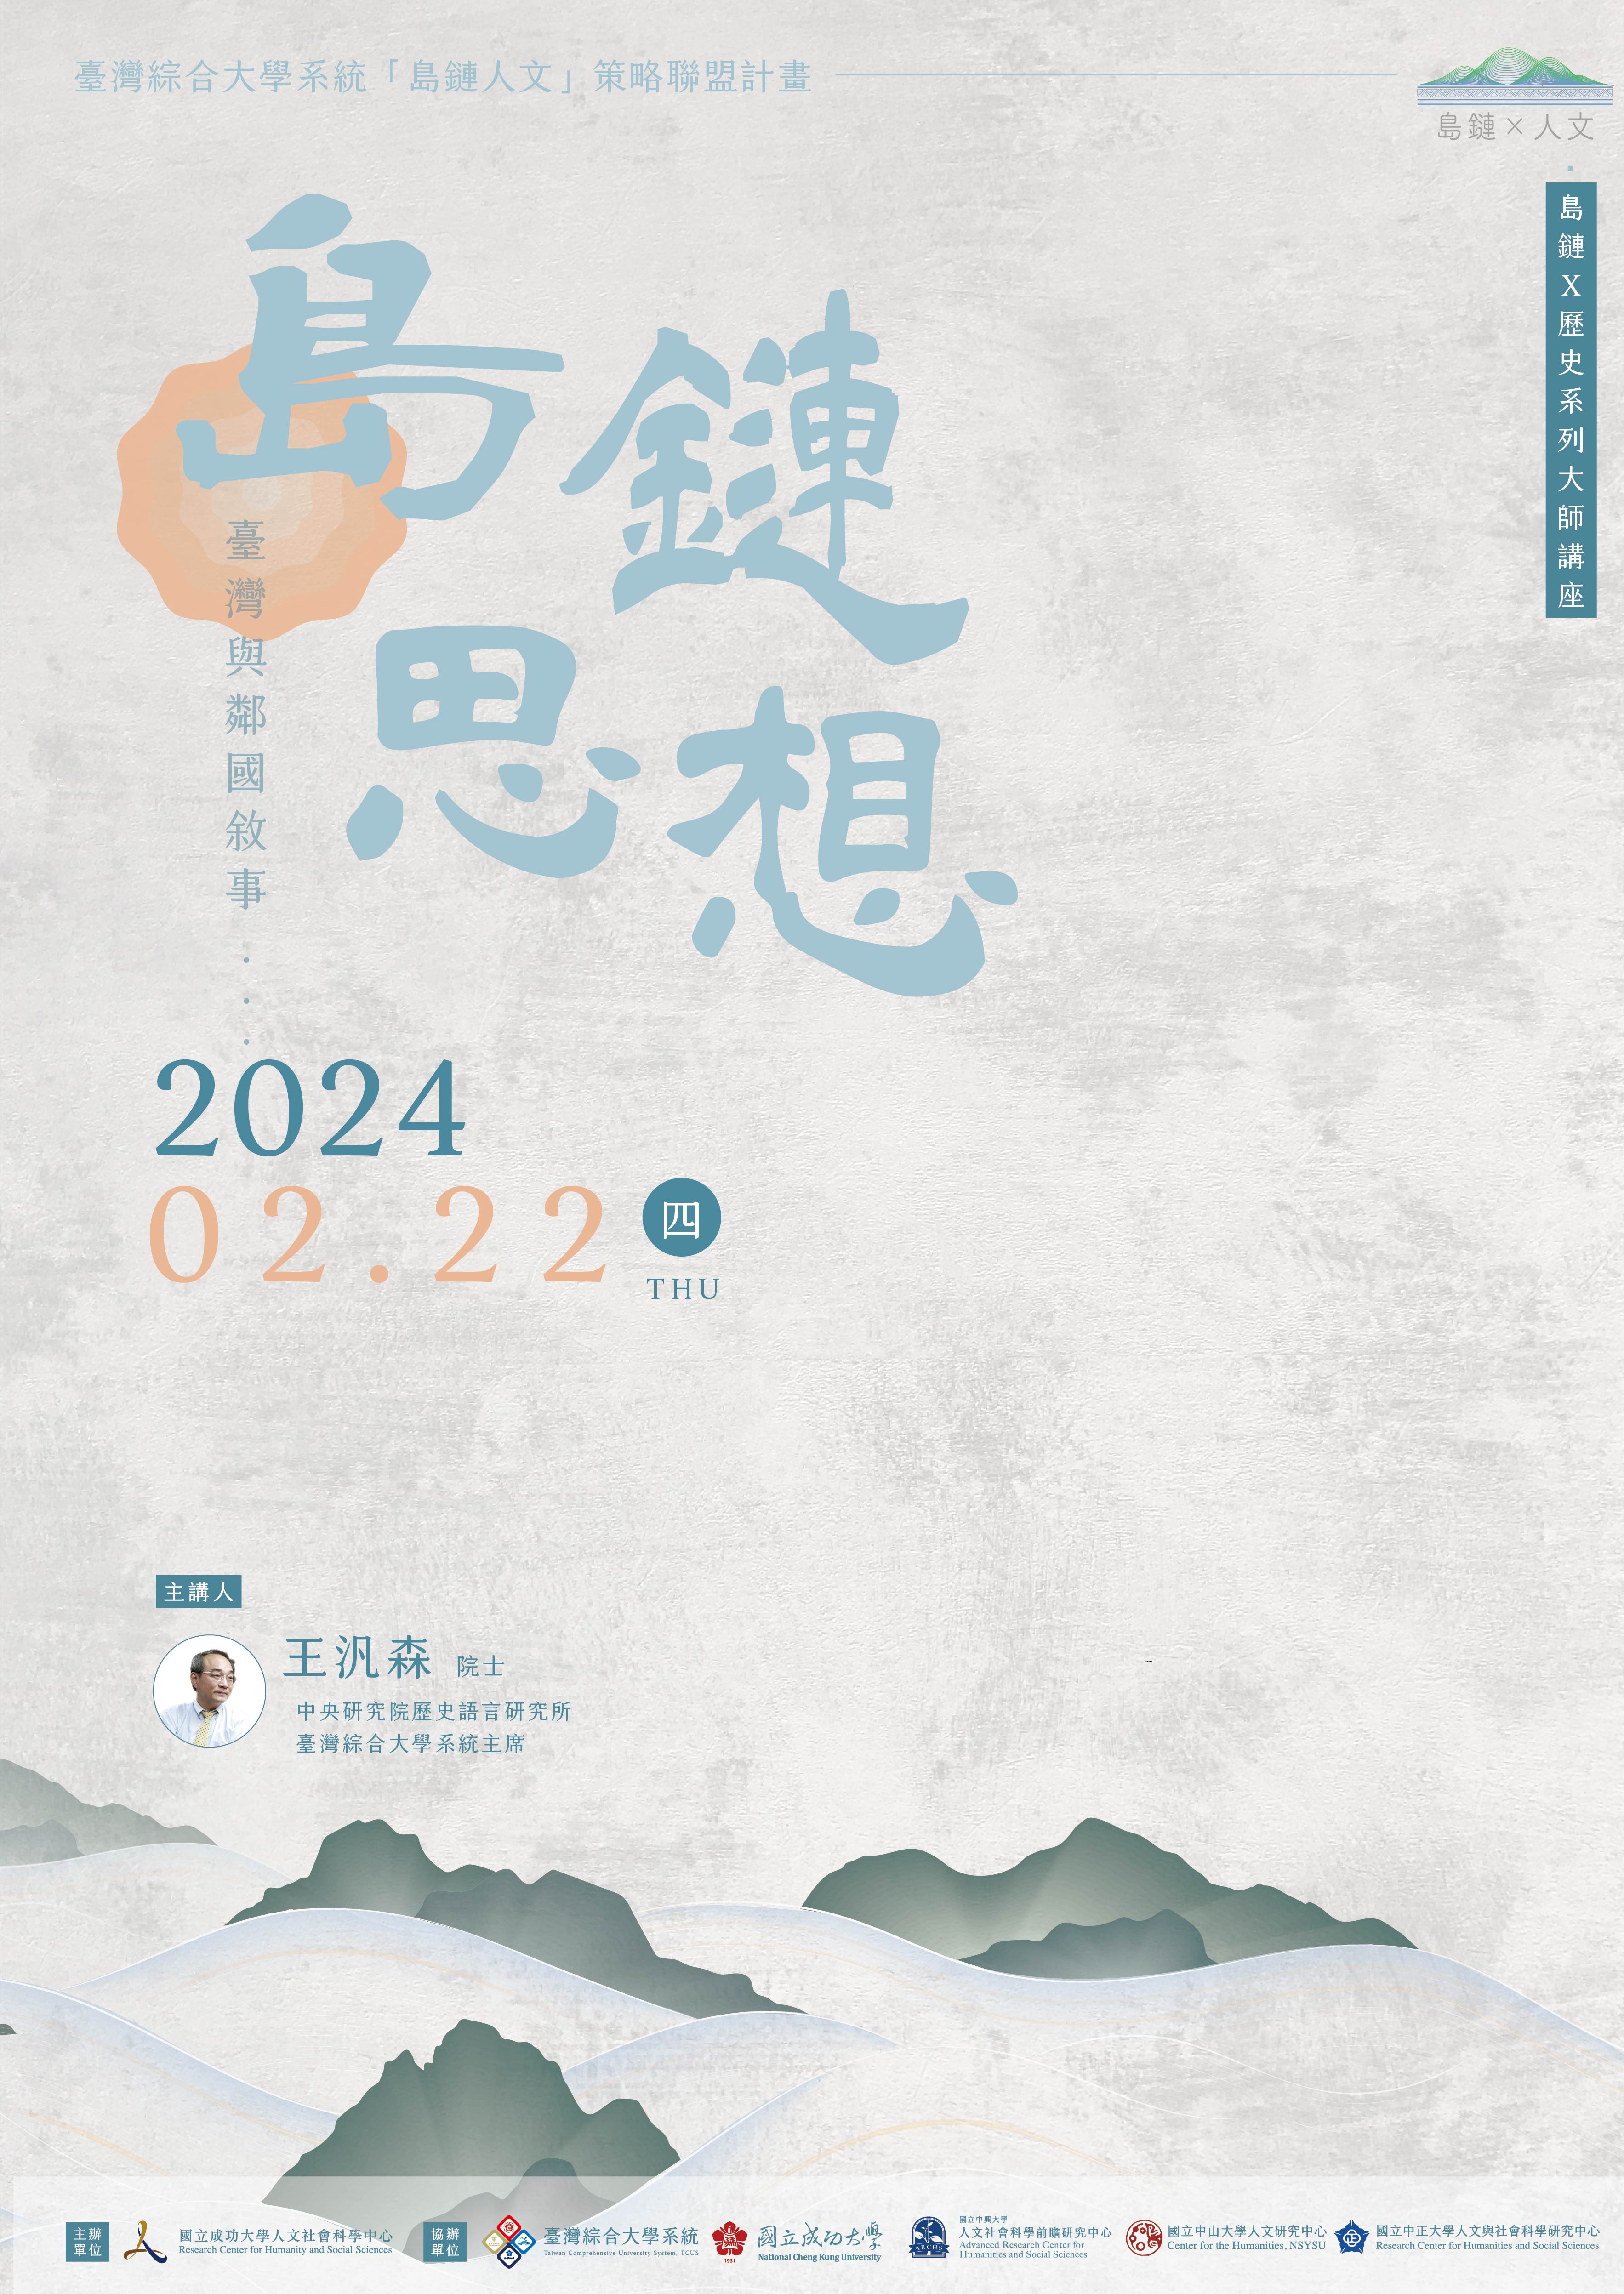 臺灣綜合大學系統「島鏈人文」策略聯盟計畫
島鏈×人文
島鏈X歷史系列大師講座
島鏈
思想
臺灣與鄰國敘事...
2024
02.22
四
THU
主講人
王汎森 院士
中央研究院歷史語言研究所
臺灣綜合大學系統主席
主辦
單位
國立成功大學人文社會科學中心
Research Center for Humanity and Social Sciences
協辦
單位
臺灣綜合大學系統
Taiwan Comprehensive University System, TCUS
1931
國立成功大學
National Cheng Kung University
ARCHS
國立中興大學
人文社會科學前瞻研究中心
Advanced Research Center for
Humanities and Social Sciences
國立中山大學人文研究中心
Center for the Humanities, NSYSU
國立中正大學人文與社會科學研究中心
Research Center for Humanities and Social Sciences